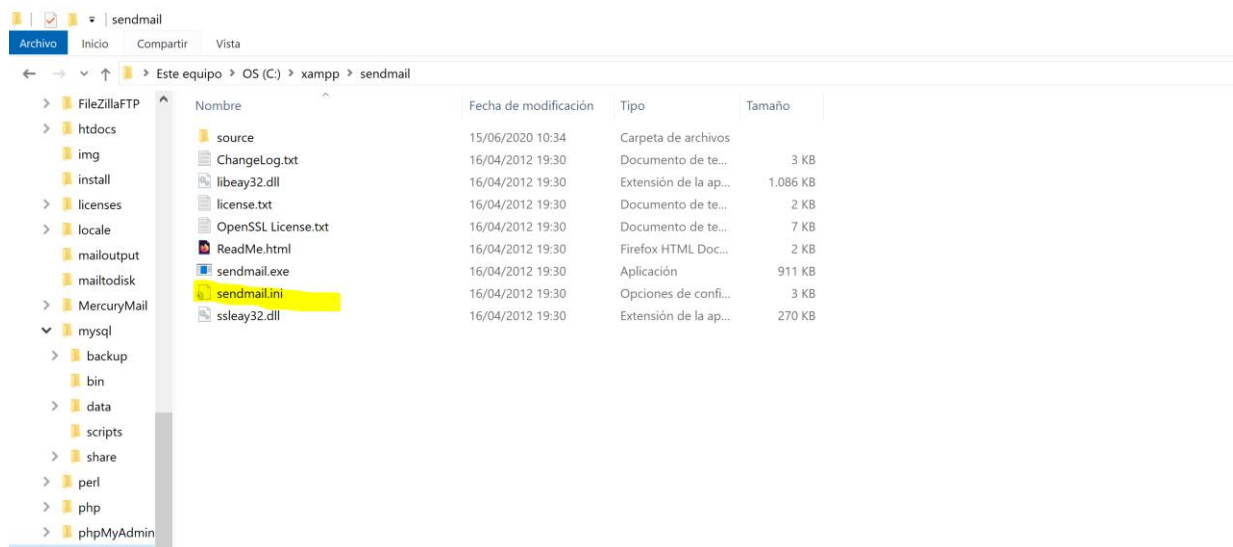 sendmail
Archivo Inicio Compartir Vista
Este equipo > OS (C:) > xampp > sendmail
FileZillaFTP
htdocs
img
install
licenses
locale
mailoutput
mailtodisk
MercuryMail
mysql
backup
bin
data
scripts
share
perl
php
phpMyAdmin
Nombre Fecha de modificación Tipo Tamaño
source 15/06/2020 10:34 Carpeta de archivos
ChangeLog.txt 16/04/2012 19:30 Documento de te... 3 KB
libeay32.dll 16/04/2012 19:30 Extensión de la ap... 1.086 KB
license.txt 16/04/2012 19:30 Documento de te... 2 KB
OpenSSL License.txt 16/04/2012 19:30 Documento de te... 7 KB
ReadMe.html 16/04/2012 19:30 Firefox HTML Doc... 2 KB
sendmail.exe 16/04/2012 19:30 Aplicación 911 KB
sendmail.ini 16/04/2012 19:30 Opciones de confi... 3 KB
ssleay32.dll 16/04/2012 19:30 Extensión de la ap... 270 KB